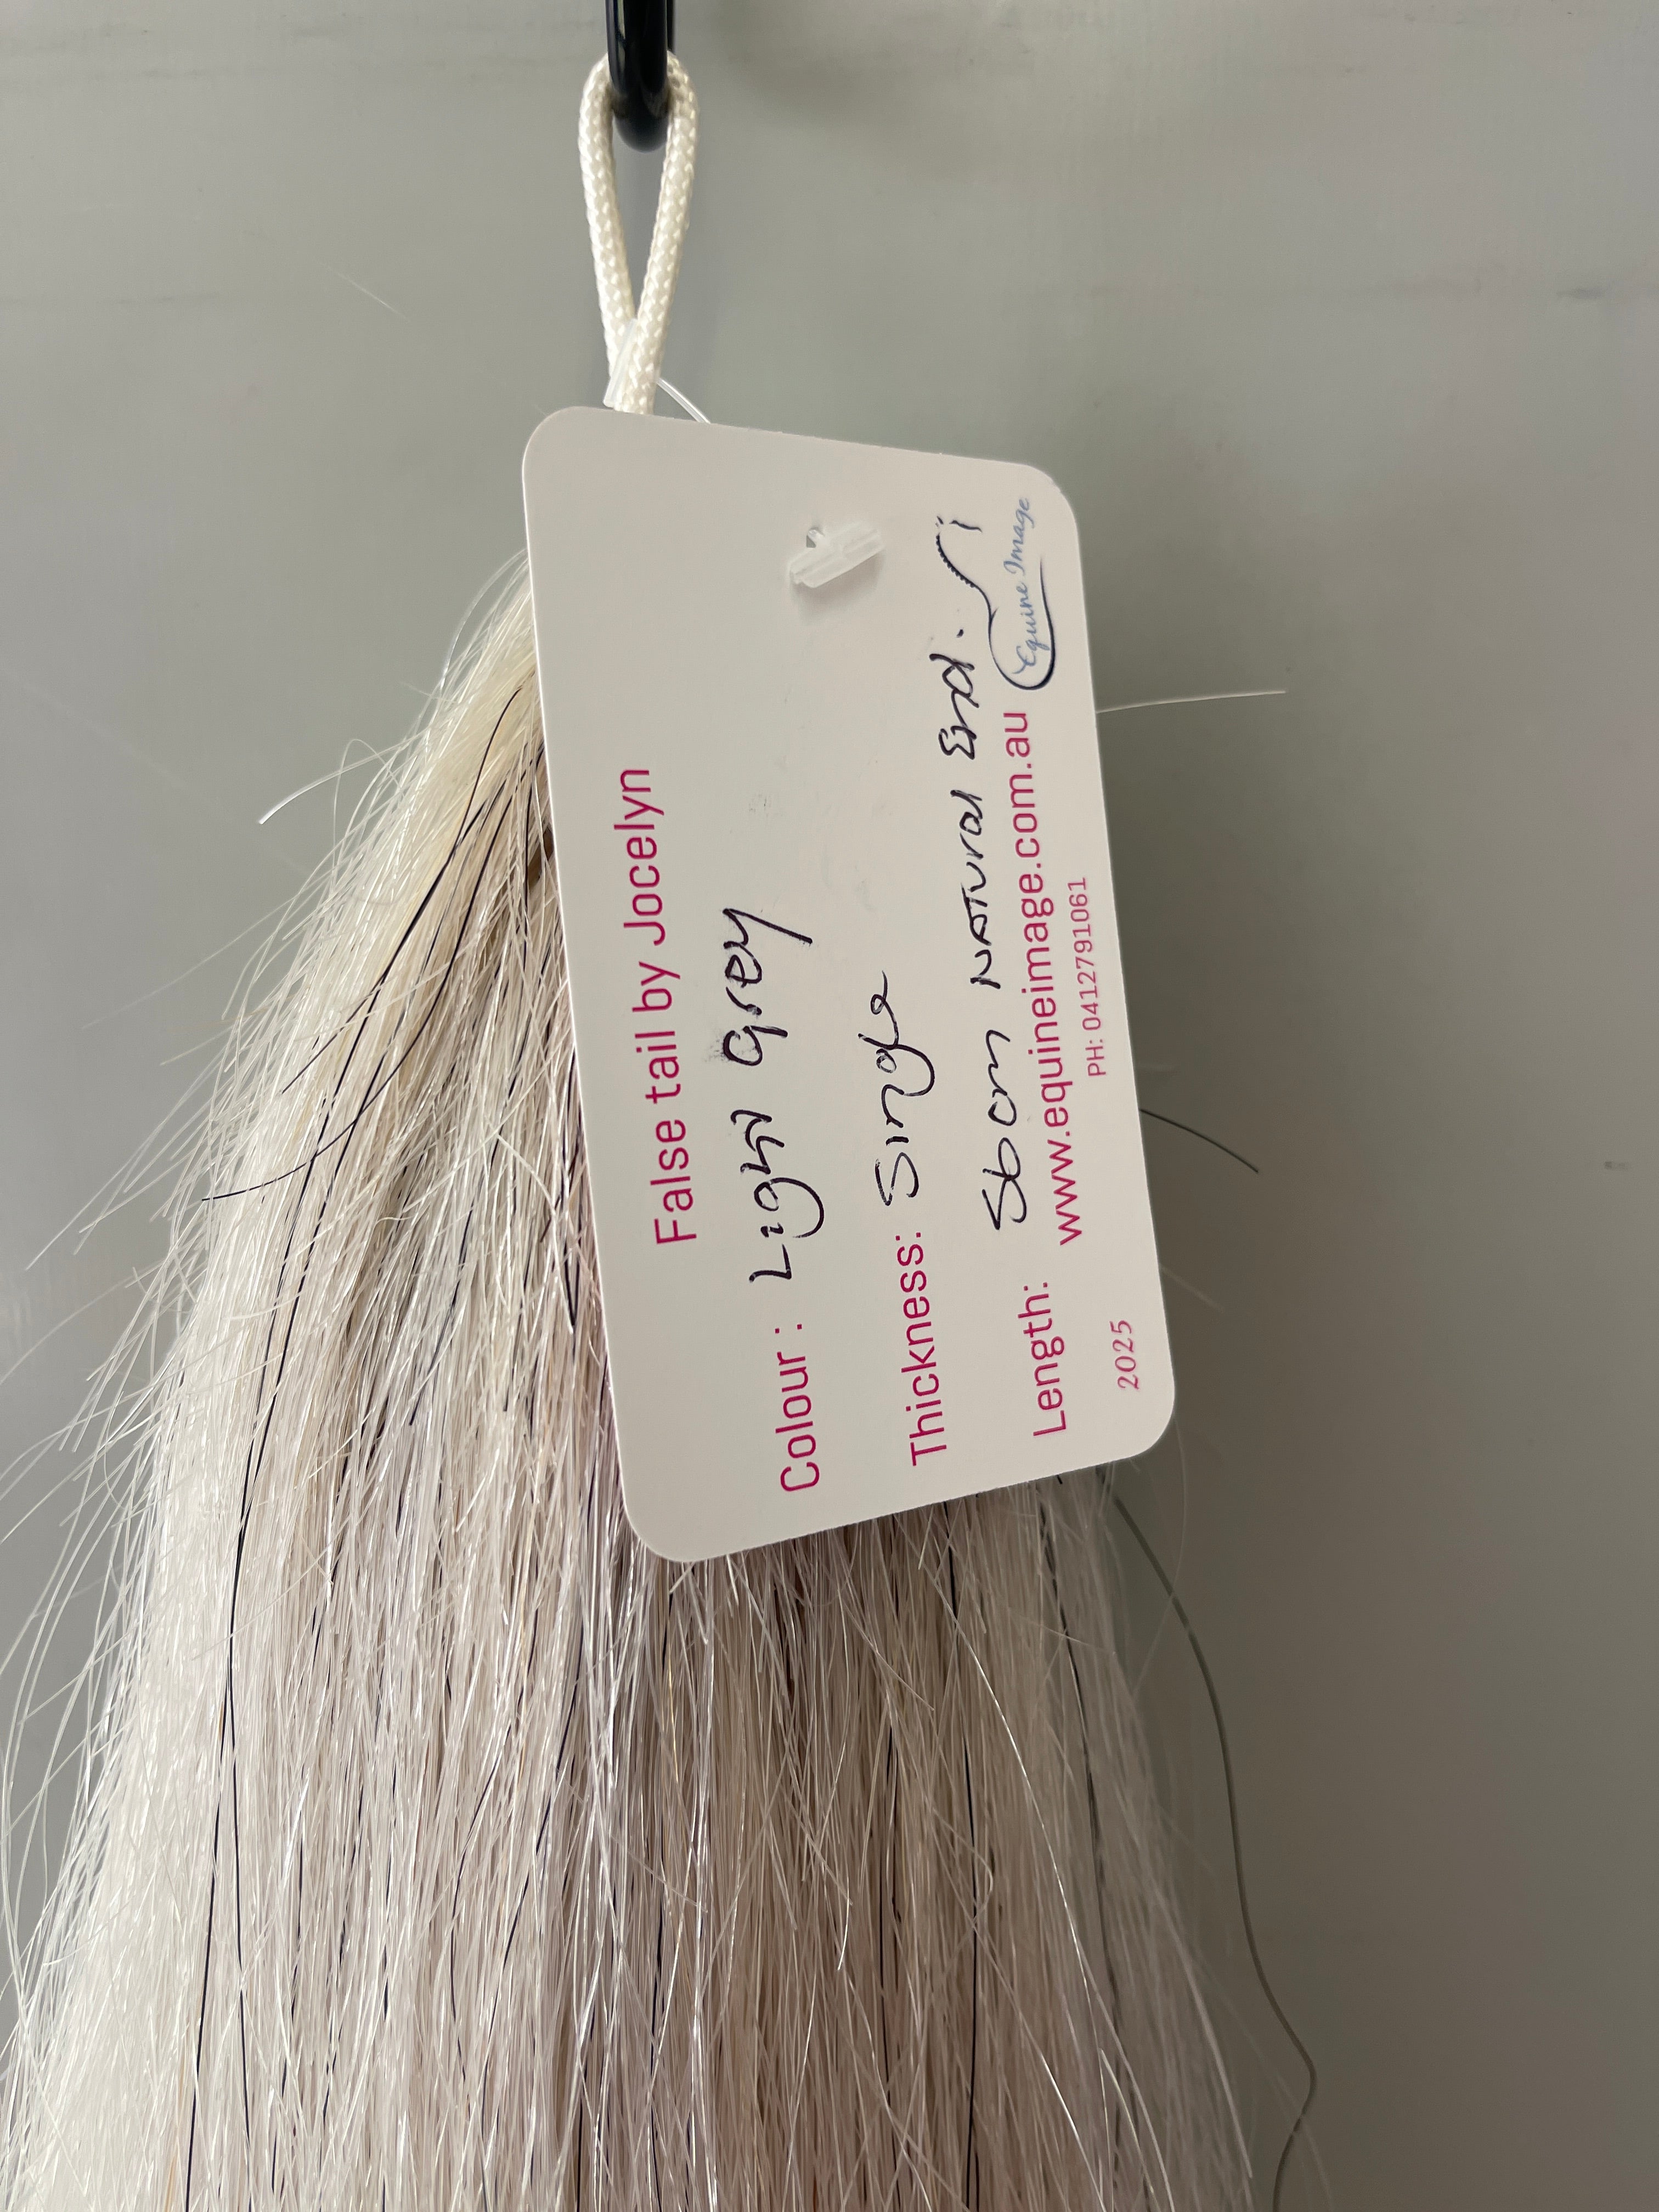 False tail by Jocelyn
Colour : Light Grey
Thickness: Single
Length: cm Natural End.
www.equineimage.com.au Equine Image
PH: 0412791061
2025